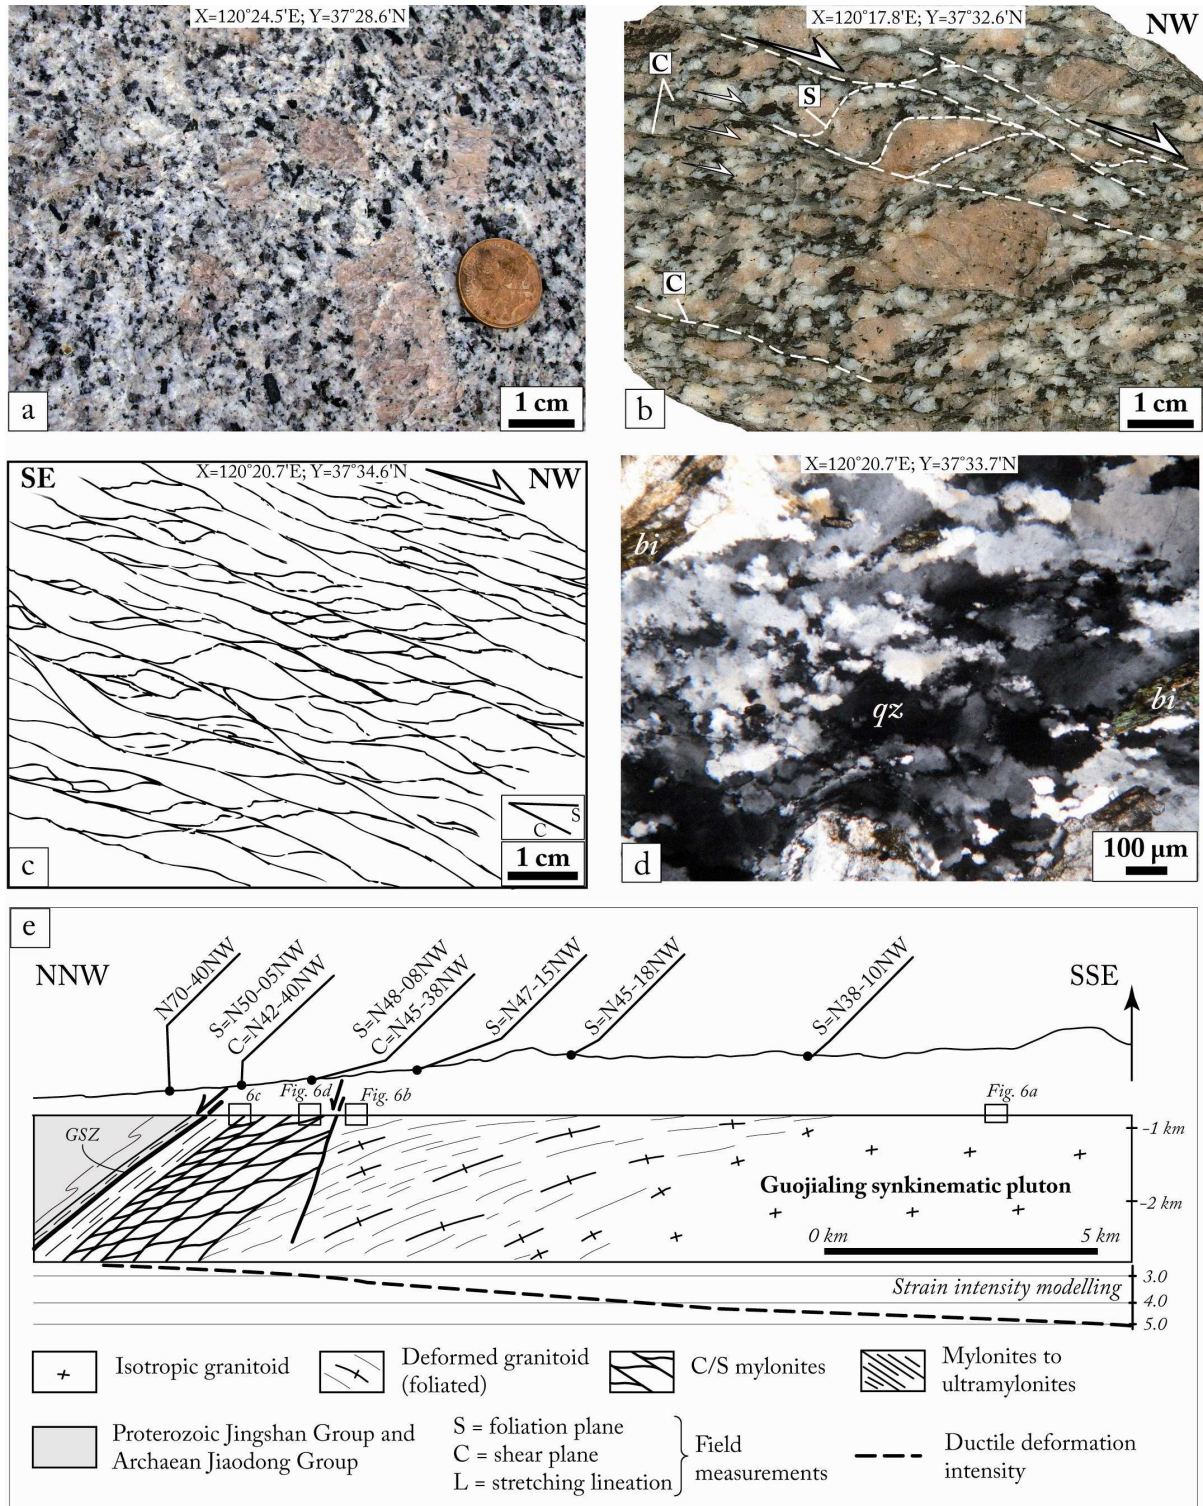 X=120°24.5'E; Y=37°28.6'N
a
1 cm
X=120°17.8'E; Y=37°32.6'N
NW
C
S
C
b
1 cm
X=120°20.7'E; Y=37°34.6'N
SE
NW
S
C
c
1 cm
X=120°20.7'E; Y=37°33.7'N
bi
qz
bi
d
100 µm
e
NNW
SSE
N70-40NW
S=N50-05NW
C=N42-40NW
S=N48-08NW
C=N45-38NW
S=N47-15NW
S=N45-18NW
S=N38-10NW
6c
Fig. 6d
Fig. 6b
Fig. 6a
GSZ
-1 km
Guojialing synkinematic pluton
-2 km
0 km
5 km
Strain intensity modelling
3.0
4.0
5.0
Isotropic granitoid
Deformed granitoid
(foliated)
C/S mylonites
Mylonites to
ultramylonites
Proterozoic Jingshan Group and
Archaean Jiaodong Group
S = foliation plane
C = shear plane
L = stretching lineation
Field
measurements
Ductile deformation
intensity